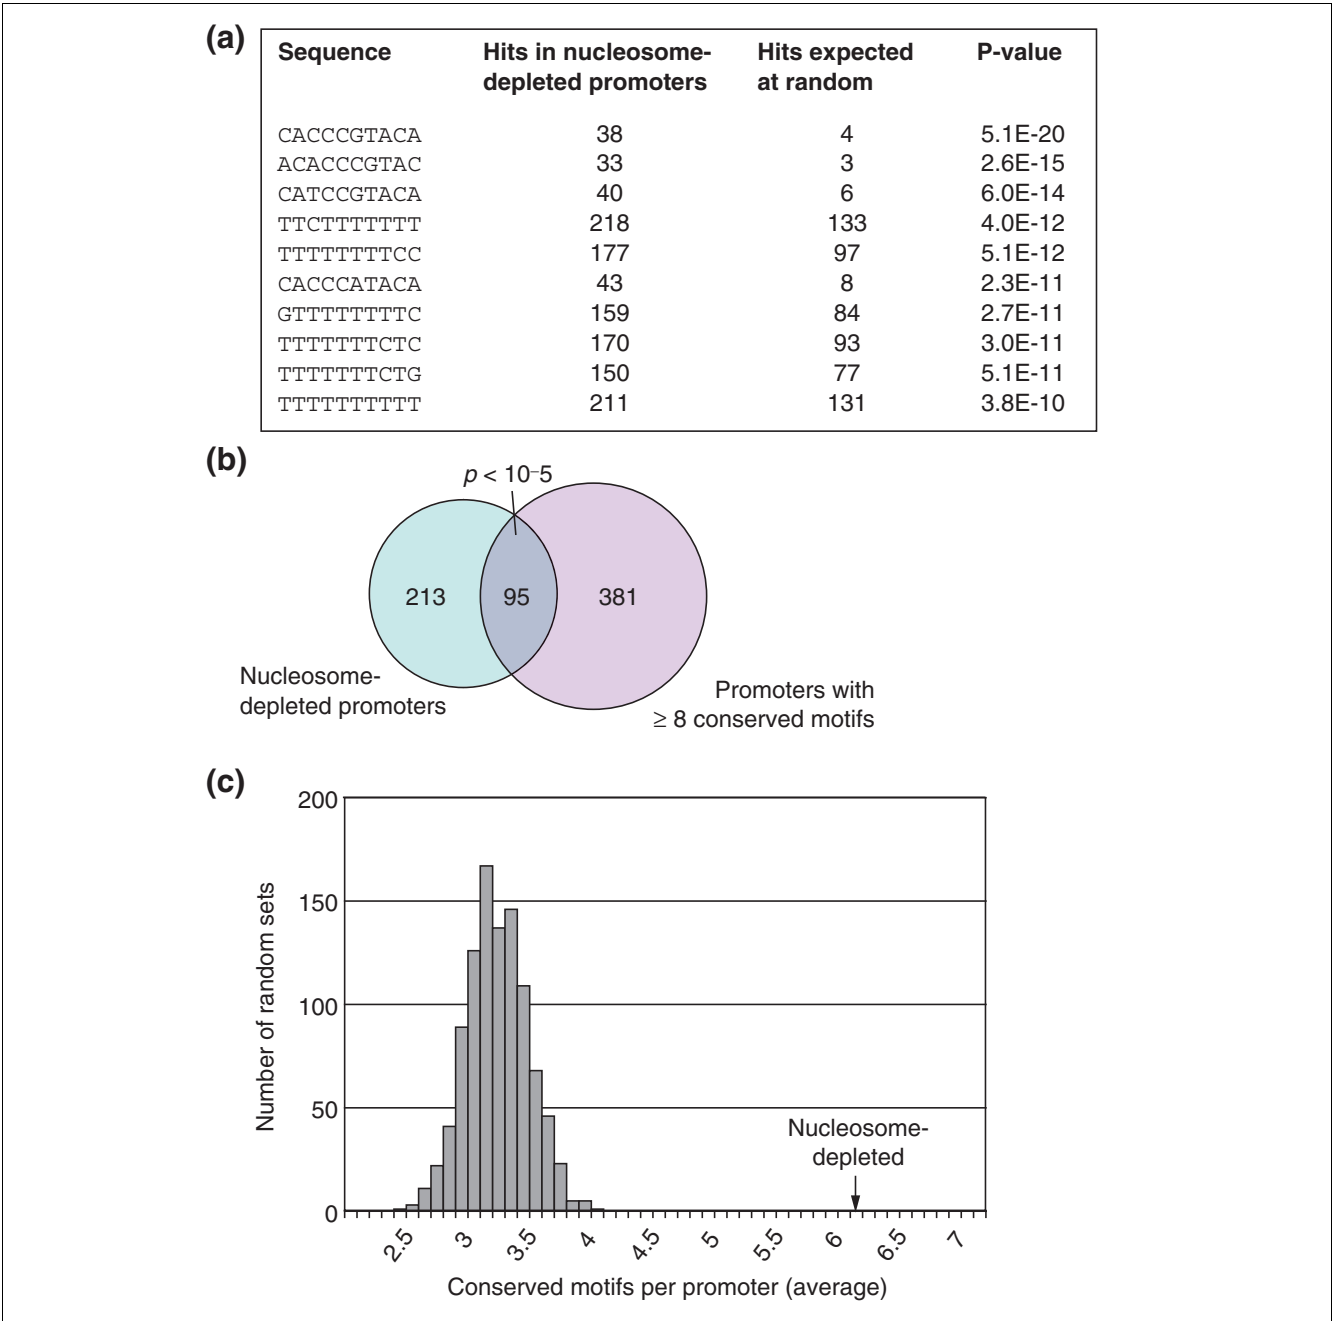 (a)
Sequence Hits in nucleosome- Hits expected P-value
depleted promoters at random
CACCCGTACA 38 4 5.1E-20
ACACCCGTAC 33 3 2.6E-15
CATCCGTACA 40 6 6.0E-14
TTCTTTTTTT 218 133 4.0E-12
TTTTTTTTCC 177 97 5.1E-12
CACCCATACA 43 8 2.3E-11
GTTTTTTTTC 159 84 2.7E-11
TTTTTTTCTC 170 93 3.0E-11
TTTTTTTCTG 150 77 5.1E-11
TTTTTTTTTT 211 131 3.8E-10
(b)
p < 10–5
213 95 381
Nucleosome-
depleted promoters
Promoters with
≥ 8 conserved motifs
(c)
200
150
100
50
0
Number of random sets
Nucleosome-
depleted
2.5 3 3.5 4 4.5 5 5.5 6 6.5 7
Conserved motifs per promoter (average)